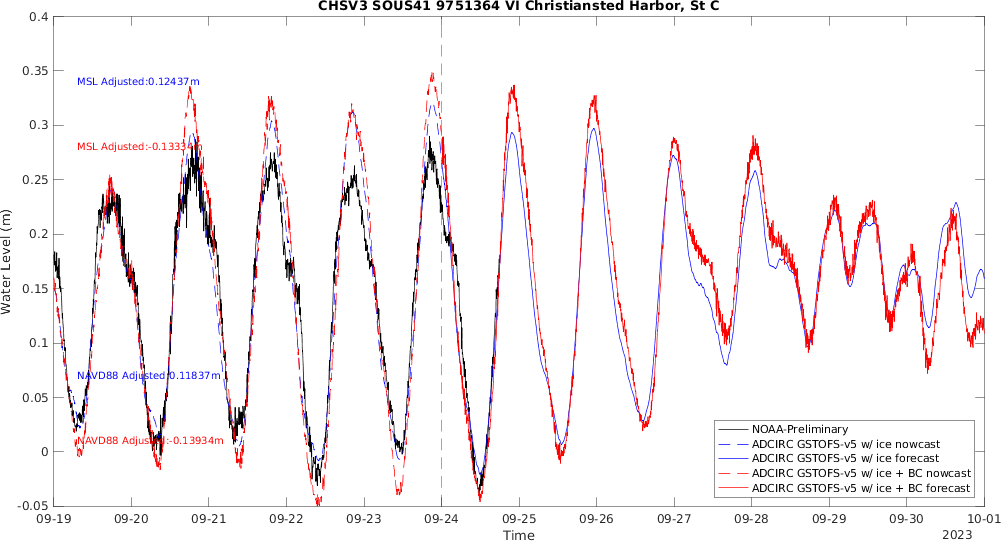 CHSV3 SOUS41 9751364 VI Christiansted Harbor, St C
Water Level (m)
0.4
0.35
0.3
0.25
0.2
0.15
0.1
0.05
0
-0.05
MSL Adjusted:0.12437m
MSL Adjusted:-0.13334m
NAVD88 Adjusted:0.11837m
NAVD88 Adjusted:-0.13934m
NOAA-Preliminary
ADCIRC GSTOFS-v5 w/ ice nowcast
ADCIRC GSTOFS-v5 w/ ice forecast
ADCIRC GSTOFS-v5 w/ ice + BC nowcast
ADCIRC GSTOFS-v5 w/ ice + BC forecast
09-19 09-20 09-21 09-22 09-23 09-24 09-25 09-26 09-27 09-28 09-29 09-30 10-01
Time
2023